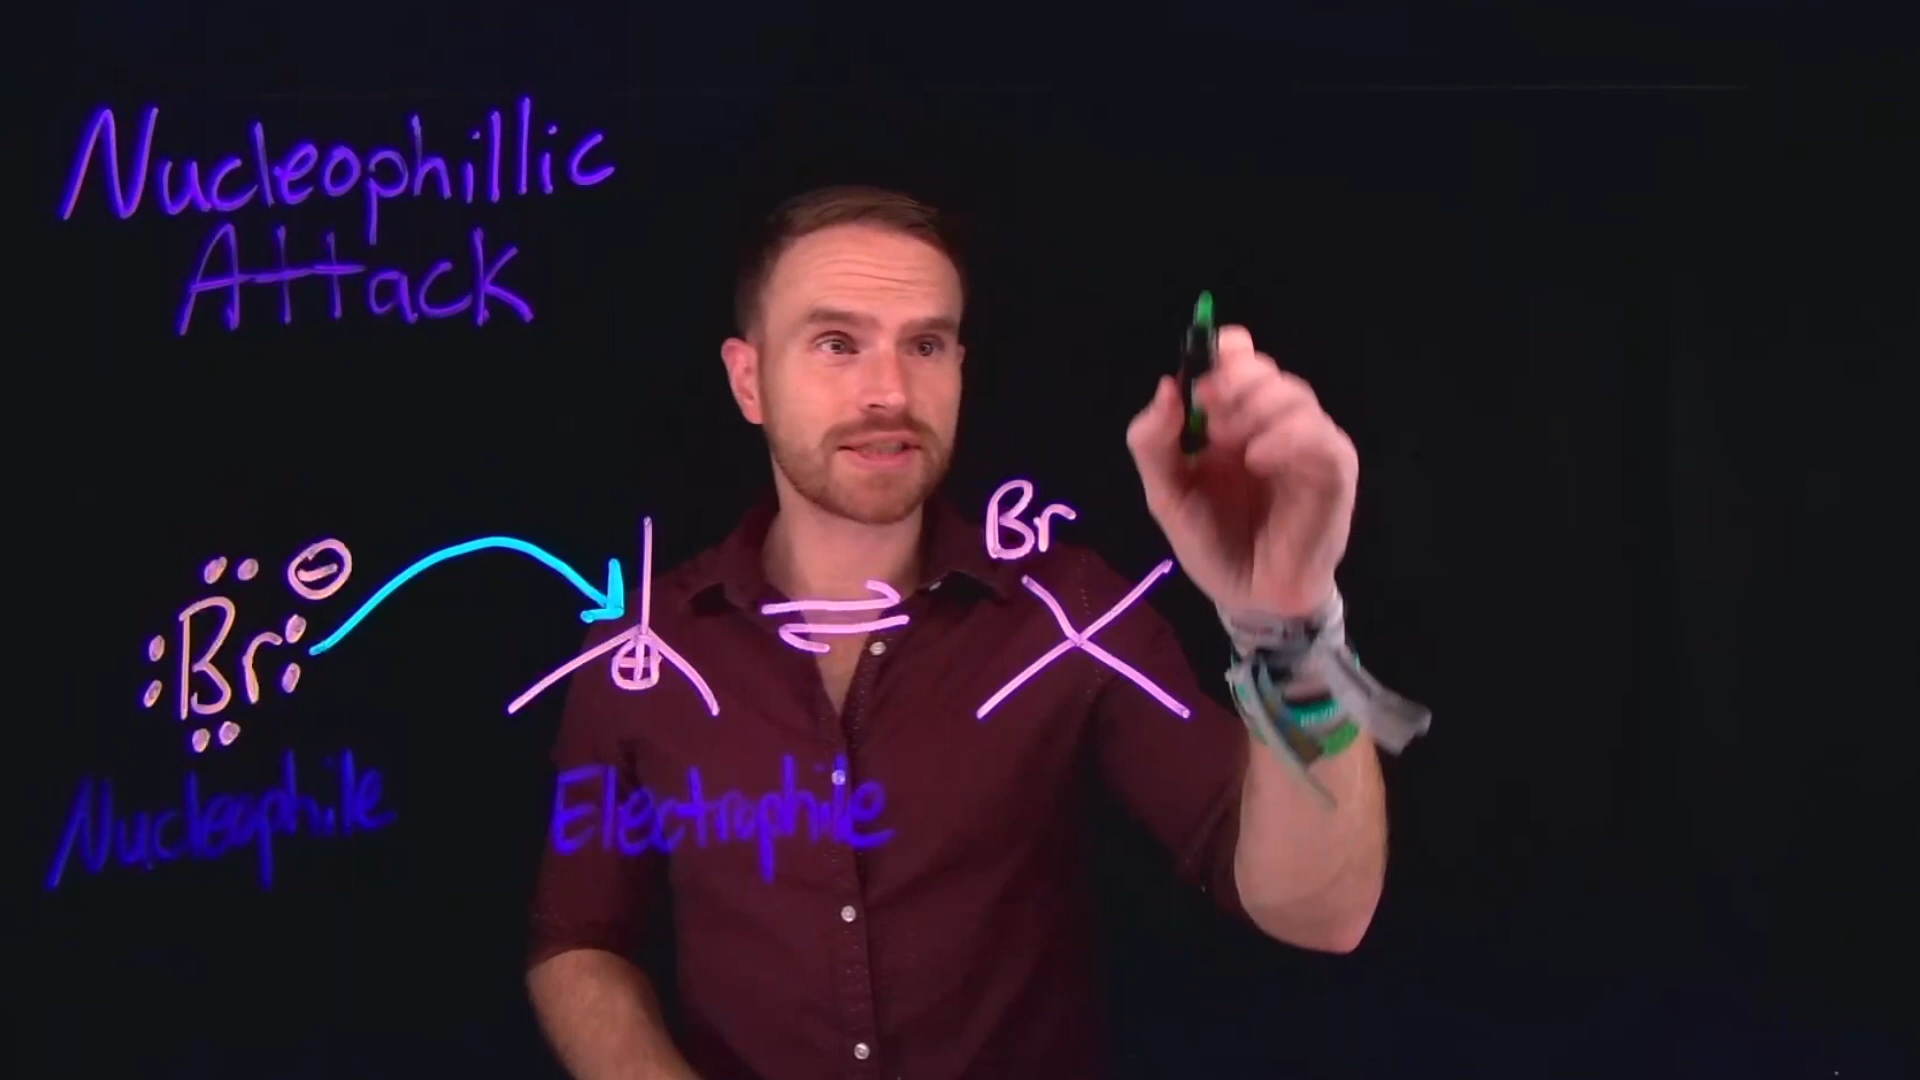 Nucleophillic
Attack
Br
:Br: ⊖
⊕
⇌
Nucleophile
Electrophile